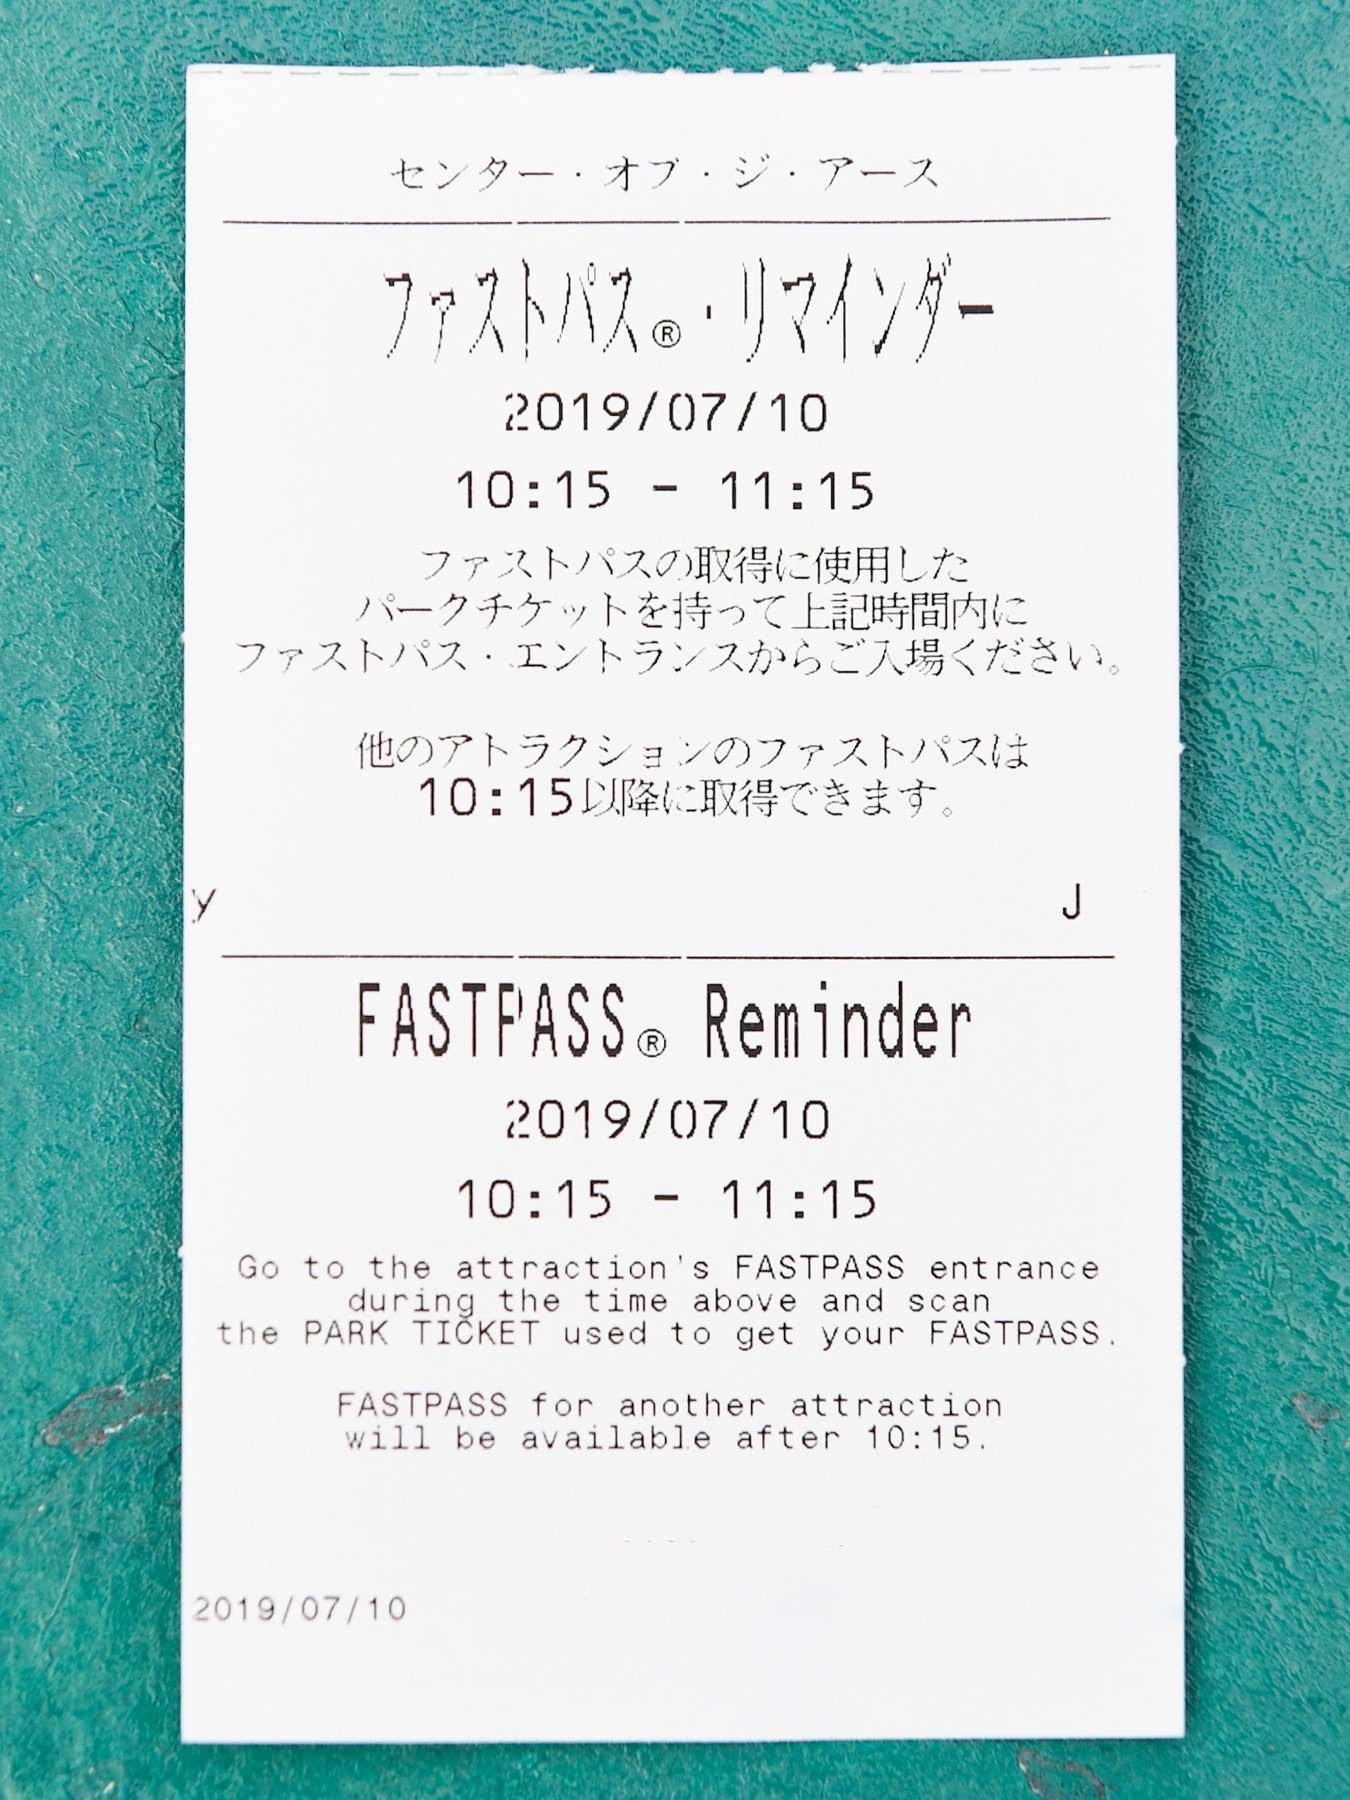 センター・オブ・ジ・アース
ファストパス®・リマインダー
2019/07/10
10:15 - 11:15
ファストパスの取得に使用した
パークチケットを持って上記時間内に
ファストパス・エントランスからご入場ください。
他のアトラクションのファストパスは
10:15以降に取得できます。
y J
FASTPASS® Reminder
2019/07/10
10:15 - 11:15
Go to the attraction's FASTPASS entrance
during the time above and scan
the PARK TICKET used to get your FASTPASS.
FASTPASS for another attraction
will be available after 10:15.
2019/07/10